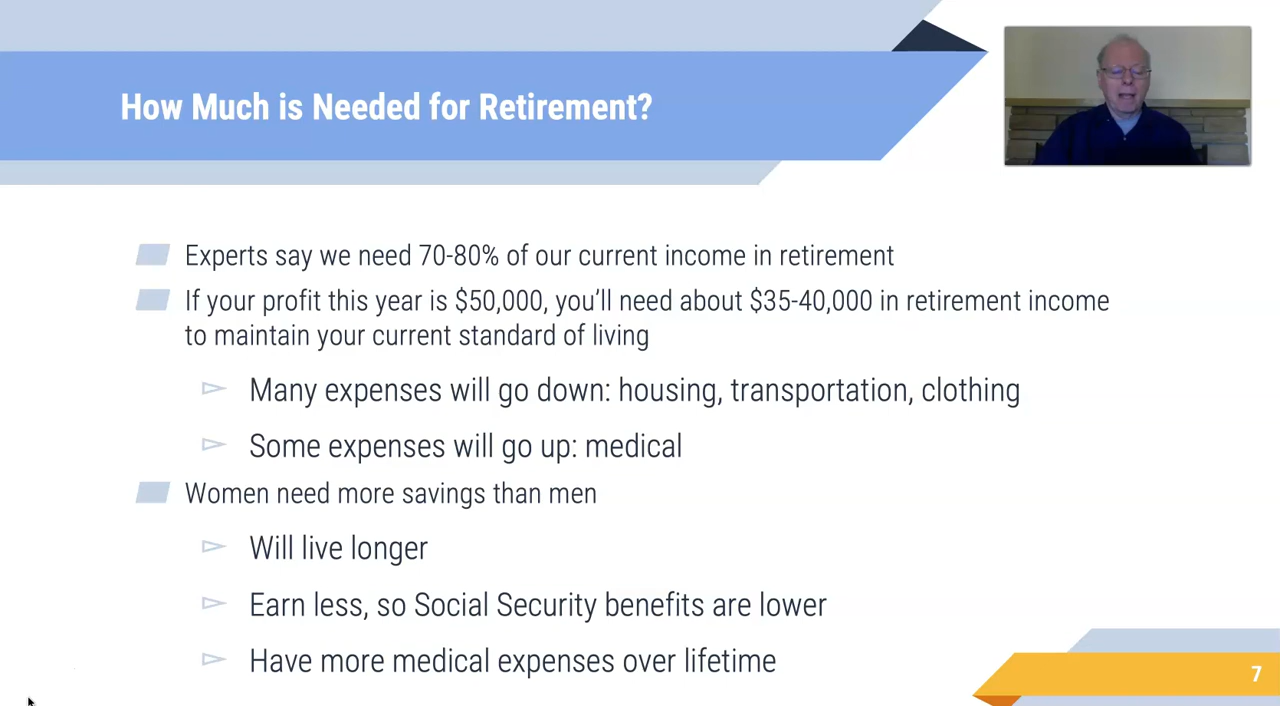 How Much is Needed for Retirement?
Experts say we need 70-80% of our current income in retirement
If your profit this year is $50,000, you’ll need about $35-40,000 in retirement income
to maintain your current standard of living
Many expenses will go down: housing, transportation, clothing
Some expenses will go up: medical
Women need more savings than men
Will live longer
Earn less, so Social Security benefits are lower
Have more medical expenses over lifetime
7